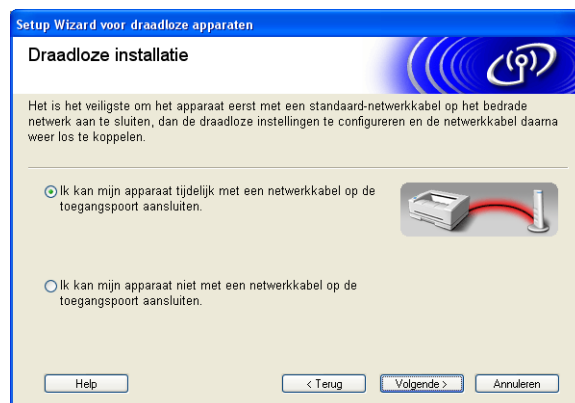 Setup Wizard voor draadloze apparaten
Draadloze installatie
Het is het veiligste om het apparaat eerst met een standaard-netwerkkabel op het bedrade
netwerk aan te sluiten, dan de draadloze instellingen te configureren en de netwerkkabel daarna
weer los te koppelen.
Ik kan mijn apparaat tijdelijk met een netwerkkabel op de
toegangspoort aansluiten.
Ik kan mijn apparaat niet met een netwerkkabel op de
toegangspoort aansluiten.
Help
< Terug
Volgende >
Annuleren